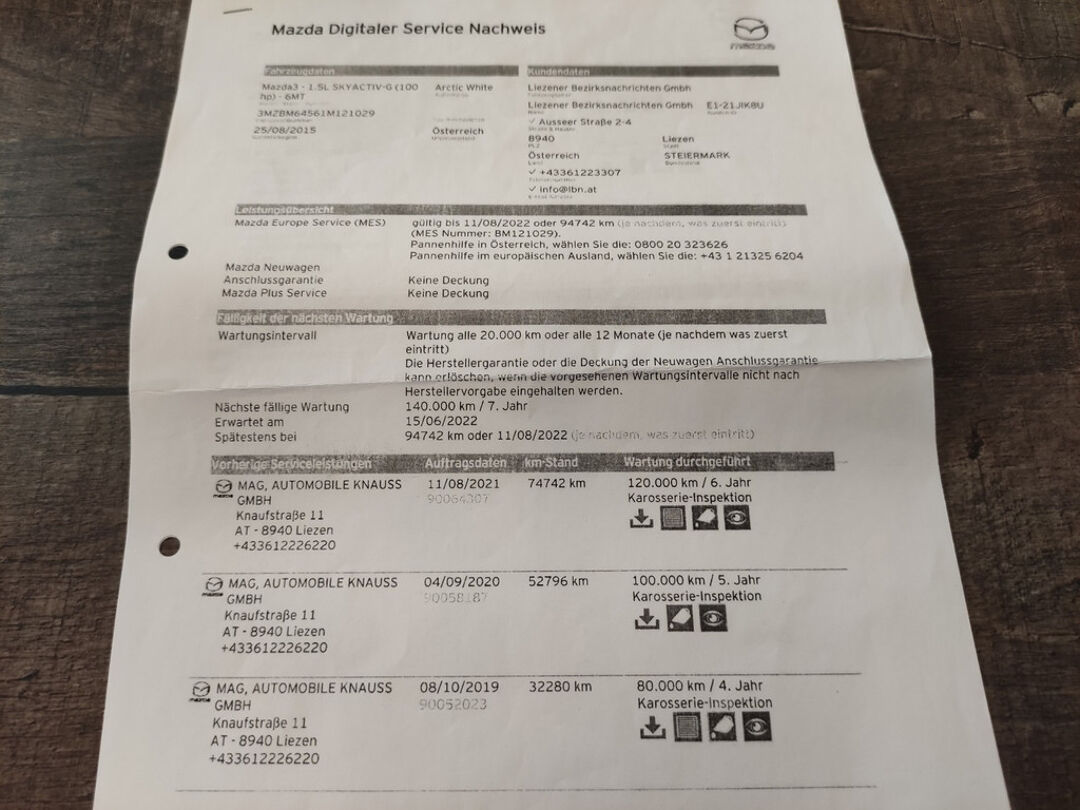 Mazda Digitaler Service Nachweis
mazda
Fahrzeugdaten
Kundendaten
Mazda3 - 1.5L SKYACTIV-G (100 hp) - 6MT
Arctic White
3MZBM64561M121029
25/08/2015
Österreich
Liezener Bezirksnachrichten GmbH
Liezener Bezirksnachrichten GmbH E1-21JIK8U
✓ Ausseer Straße 2-4
8940 Liezen
PLZ Stadt
Österreich STEIERMARK
Land Bundesland
✓ +43361223307
✓ info@lbn.at
Leistungsübersicht
Mazda Europe Service (MES) gültig bis 11/08/2022 oder 94742 km (je nachdem, was zuerst eintritt)
(MES Nummer: BM121029).
Pannenhilfe in Österreich, wählen Sie die: 0800 20 323626
Pannenhilfe im europäischen Ausland, wählen Sie die: +43 1 21325 6204
Mazda Neuwagen
Anschlussgarantie Keine Deckung
Mazda Plus Service Keine Deckung
Fälligkeit der nächsten Wartung
Wartungsintervall Wartung alle 20.000 km oder alle 12 Monate (je nachdem was zuerst
eintritt)
Die Herstellergarantie oder die Deckung der Neuwagen Anschlussgarantie
kann erlöschen, wenn die vorgesehenen Wartungsintervalle nicht nach
Herstellervorgabe eingehalten werden.
Nächste fällige Wartung 140.000 km / 7. Jahr
Erwartet am 15/06/2022
Spätestens bei 94742 km oder 11/08/2022 (je nachdem, was zuerst eintritt)
Vorherige Serviceleistungen Auftragsdaten km-Stand Wartung durchgeführt
MAG, AUTOMOBILE KNAUSS 11/08/2021 74742 km 120.000 km / 6. Jahr
mazda GMBH 90064307 Karosserie-Inspektion
Knaufstraße 11
AT - 8940 Liezen
+433612226220
MAG, AUTOMOBILE KNAUSS 04/09/2020 52796 km 100.000 km / 5. Jahr
mazda GMBH 90058187 Karosserie-Inspektion
Knaufstraße 11
AT - 8940 Liezen
+433612226220
MAG, AUTOMOBILE KNAUSS 08/10/2019 32280 km 80.000 km / 4. Jahr
mazda GMBH 90052023 Karosserie-Inspektion
Knaufstraße 11
AT - 8940 Liezen
+433612226220